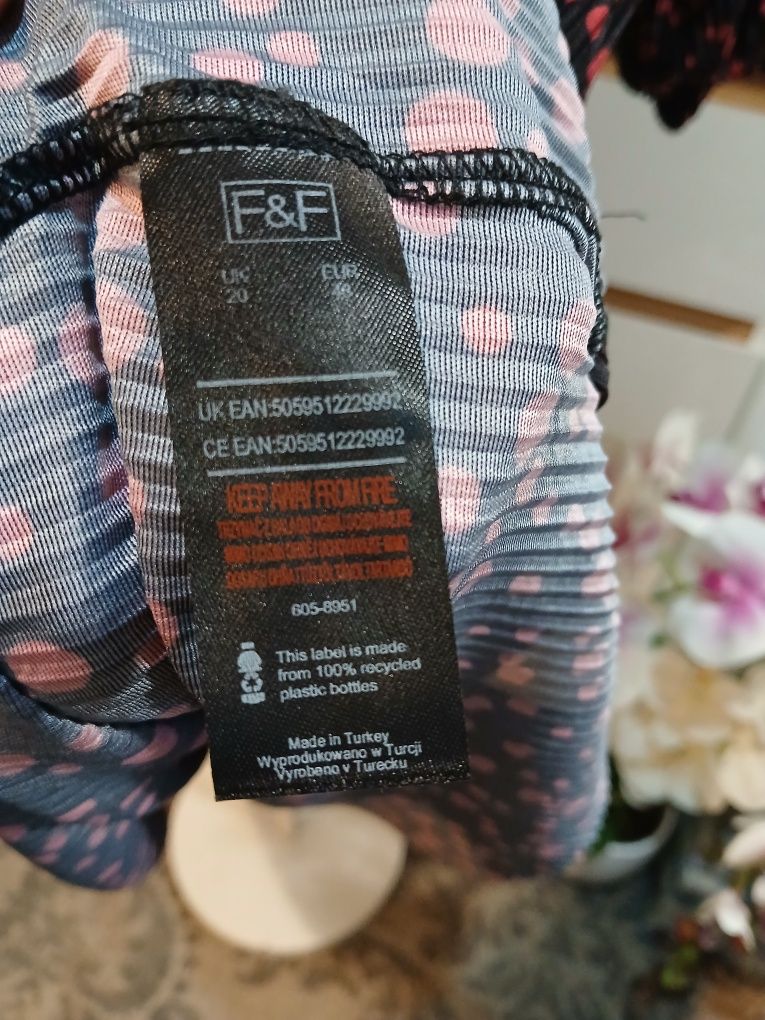 F&F
UK EUR
20
UK EAN:5059512229992
CE EAN:5059512229992
KEEP AWAY FROM FIRE
605-6951
This label is made
from 100% recycled
plastic bottles
Made in Turkey
Wyprodukowano w Turcji
Vyrobeno v Turecku